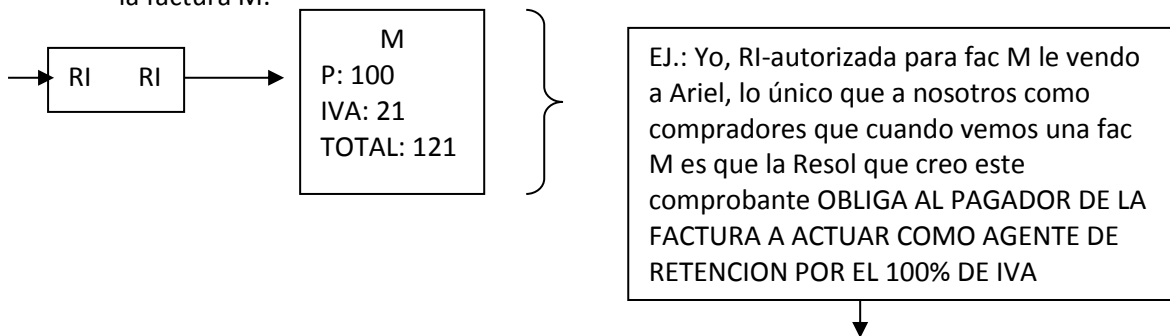 la factura M.
RI RI
M
P: 100
IVA: 21
TOTAL: 121
EJ.: Yo, RI-autorizada para fac M le vendo
a Ariel, lo único que a nosotros como
compradores que cuando vemos una fac
M es que la Resol que creo este
comprobante OBLIGA AL PAGADOR DE LA
FACTURA A ACTUAR COMO AGENTE DE
RETENCION POR EL 100% DE IVA